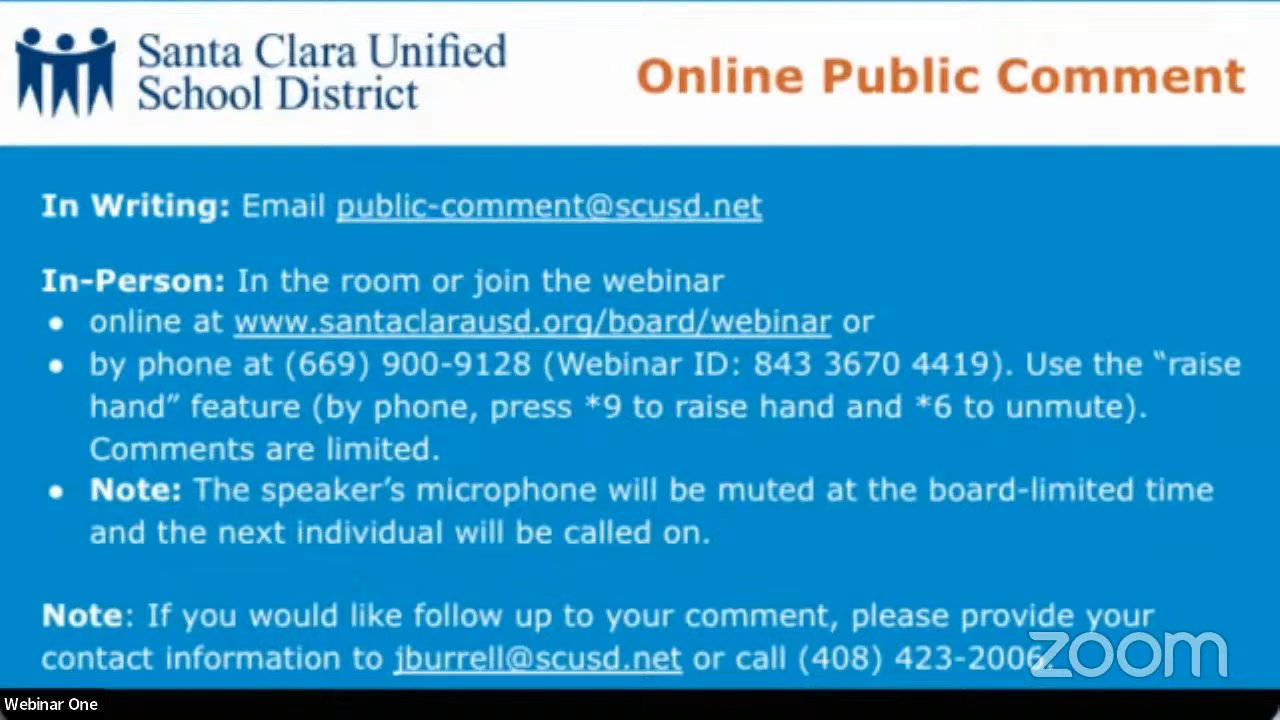 Santa Clara Unified
School District
Online Public Comment
In Writing: Email public-comment@scusd.net
In-Person: In the room or join the webinar
● online at www.santaclarausd.org/board/webinar or
● by phone at (669) 900-9128 (Webinar ID: 843 3670 4419). Use the “raise
hand” feature (by phone, press *9 to raise hand and *6 to unmute).
Comments are limited.
● Note: The speaker’s microphone will be muted at the board-limited time
and the next individual will be called on.
Note: If you would like follow up to your comment, please provide your
contact information to jburrell@scusd.net or call (408) 423-2006.
zoom
Webinar One